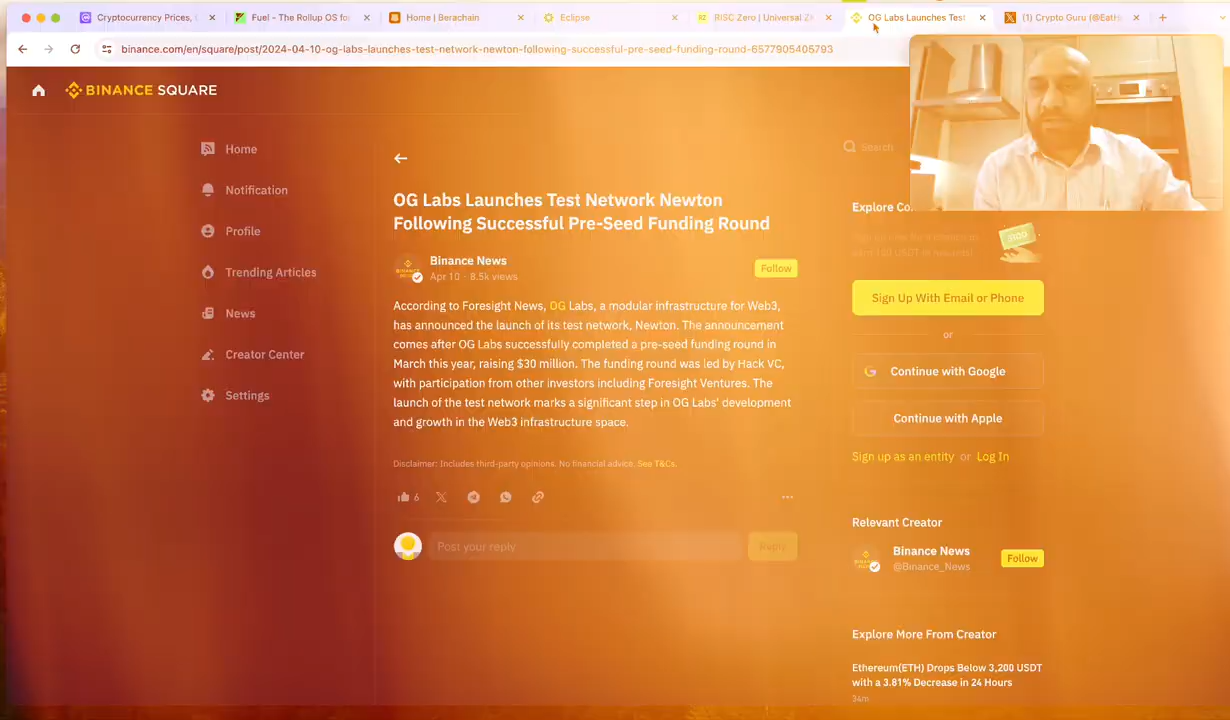 Cryptocurrency Prices,
Fuel - The Rollup OS for
Home | Berachain
Eclipse
RISC Zero | Universal Z
OG Labs Launches Test
(1) Crypto Guru (@EatH
binance.com/en/square/post/2024-04-10-og-labs-launches-test-network-newton-following-successful-pre-seed-funding-round-6577905405793
BINANCE SQUARE
Home
Notification
Profile
Trending Articles
News
Creator Center
Settings
OG Labs Launches Test Network Newton
Following Successful Pre-Seed Funding Round
Binance News
Apr 10 · 8.5k views
Follow
According to Foresight News, OG Labs, a modular infrastructure for Web3,
has announced the launch of its test network, Newton. The announcement
comes after OG Labs successfully completed a pre-seed funding round in
March this year, raising $30 million. The funding round was led by Hack VC,
with participation from other investors including Foresight Ventures. The
launch of the test network marks a significant step in OG Labs' development
and growth in the Web3 infrastructure space.
Disclaimer: Includes third-party opinions. No financial advice. See T&Cs.
6
Post your reply
Reply
Search
Explore Co
Sign Up With Email or Phone
or
Continue with Google
Continue with Apple
Sign up as an entity or Log In
Relevant Creator
Binance News
@Binance_News
Follow
Explore More From Creator
Ethereum(ETH) Drops Below 3,200 USDT
with a 3.81% Decrease in 24 Hours
34m